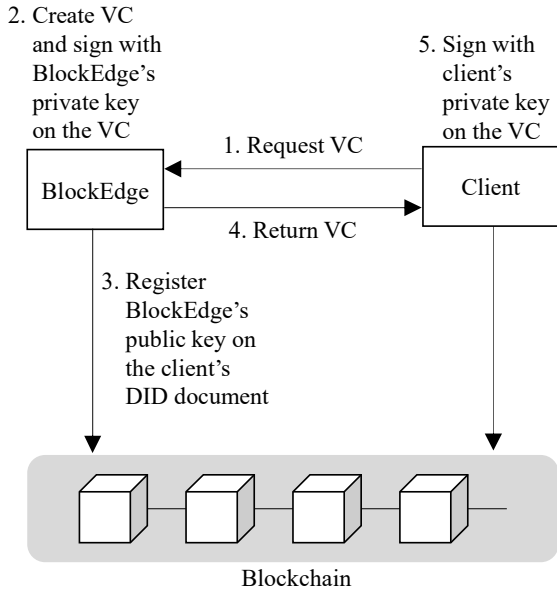 2. Create VC
and sign with
BlockEdge’s
private key
on the VC
5. Sign with
client’s
private key
on the VC
1. Request VC
BlockEdge
Client
4. Return VC
3. Register
BlockEdge’s
public key on
the client’s
DID document
Blockchain